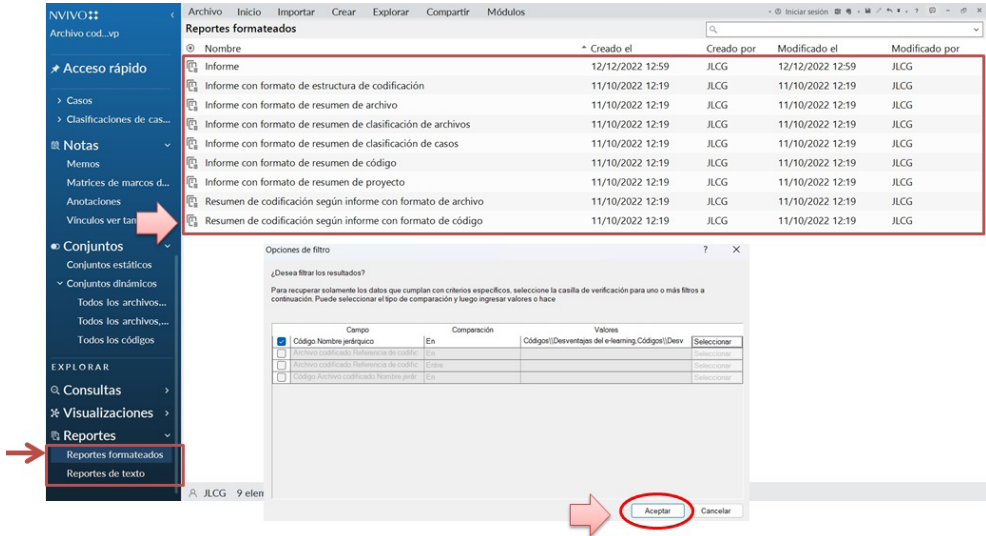 NVIVO
Archivo cod...vp
Acceso rápido
Casos
Clasificaciones de cas...
Notas
Memos
Matrices de marcos d...
Anotaciones
Vínculos ver tam
Conjuntos
Conjuntos estáticos
Conjuntos dinámicos
Todos los archivos...
Todos los archivos,...
Todos los códigos
EXPLORAR
Consultas
Visualizaciones
Reportes
Reportes formateados
Reportes de texto
Archivo Inicio Importar Crear Explorar Compartir Módulos Iniciar sesión
Reportes formateados
Nombre Creado el Creado por Modificado el Modificado por
Informe 12/12/2022 12:59 JLCG 12/12/2022 12:59 JLCG
Informe con formato de estructura de codificación 11/10/2022 12:19 JLCG 11/10/2022 12:19 JLCG
Informe con formato de resumen de archivo 11/10/2022 12:19 JLCG 11/10/2022 12:19 JLCG
Informe con formato de resumen de clasificación de archivos 11/10/2022 12:19 JLCG 11/10/2022 12:19 JLCG
Informe con formato de resumen de clasificación de casos 11/10/2022 12:19 JLCG 11/10/2022 12:19 JLCG
Informe con formato de resumen de código 11/10/2022 12:19 JLCG 11/10/2022 12:19 JLCG
Informe con formato de resumen de proyecto 11/10/2022 12:19 JLCG 11/10/2022 12:19 JLCG
Resumen de codificación según informe con formato de archivo 11/10/2022 12:19 JLCG 11/10/2022 12:19 JLCG
Resumen de codificación según informe con formato de código 11/10/2022 12:19 JLCG 11/10/2022 12:19 JLCG
Opciones de filtro ? X
¿Desea filtrar los resultados?
Para recuperar solamente los datos que cumplan con criterios específicos, seleccione la casilla de verificación para uno o más filtros a
continuación. Puede seleccionar el tipo de comparación y luego ingresar valores o hace
Campo Comparación Valores
Código.Nombre jerárquico En Códigos\\Desventajas del e-learning,Códigos\\Desv Seleccionar
Archivo codificado.Referencia de codific En Seleccionar
Archivo codificado.Referencia de codific Entre Seleccionar
Código.Archivo codificado.Nombre jerár En Seleccionar
Aceptar Cancelar
JLCG 9 elen